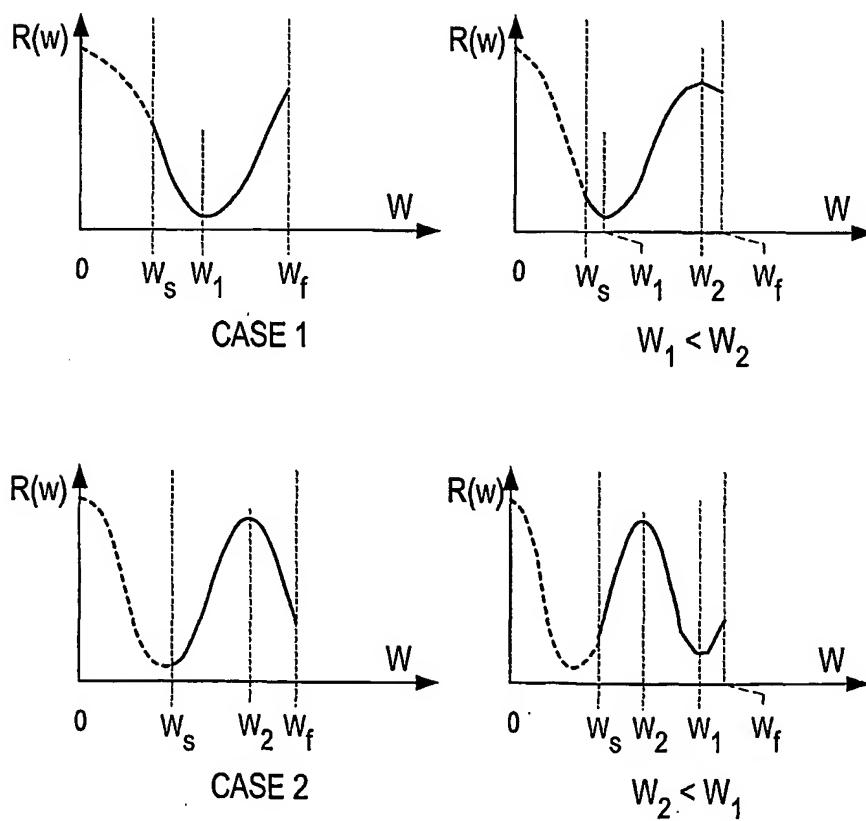 R(w)
W
0 Ws W1 Wf
CASE 1
R(w)
W
0 Ws W1 W2 Wf
W1 < W2
R(w)
W
0 Ws W2 Wf
CASE 2
R(w)
W
0 Ws W2 W1 Wf
W2 < W1